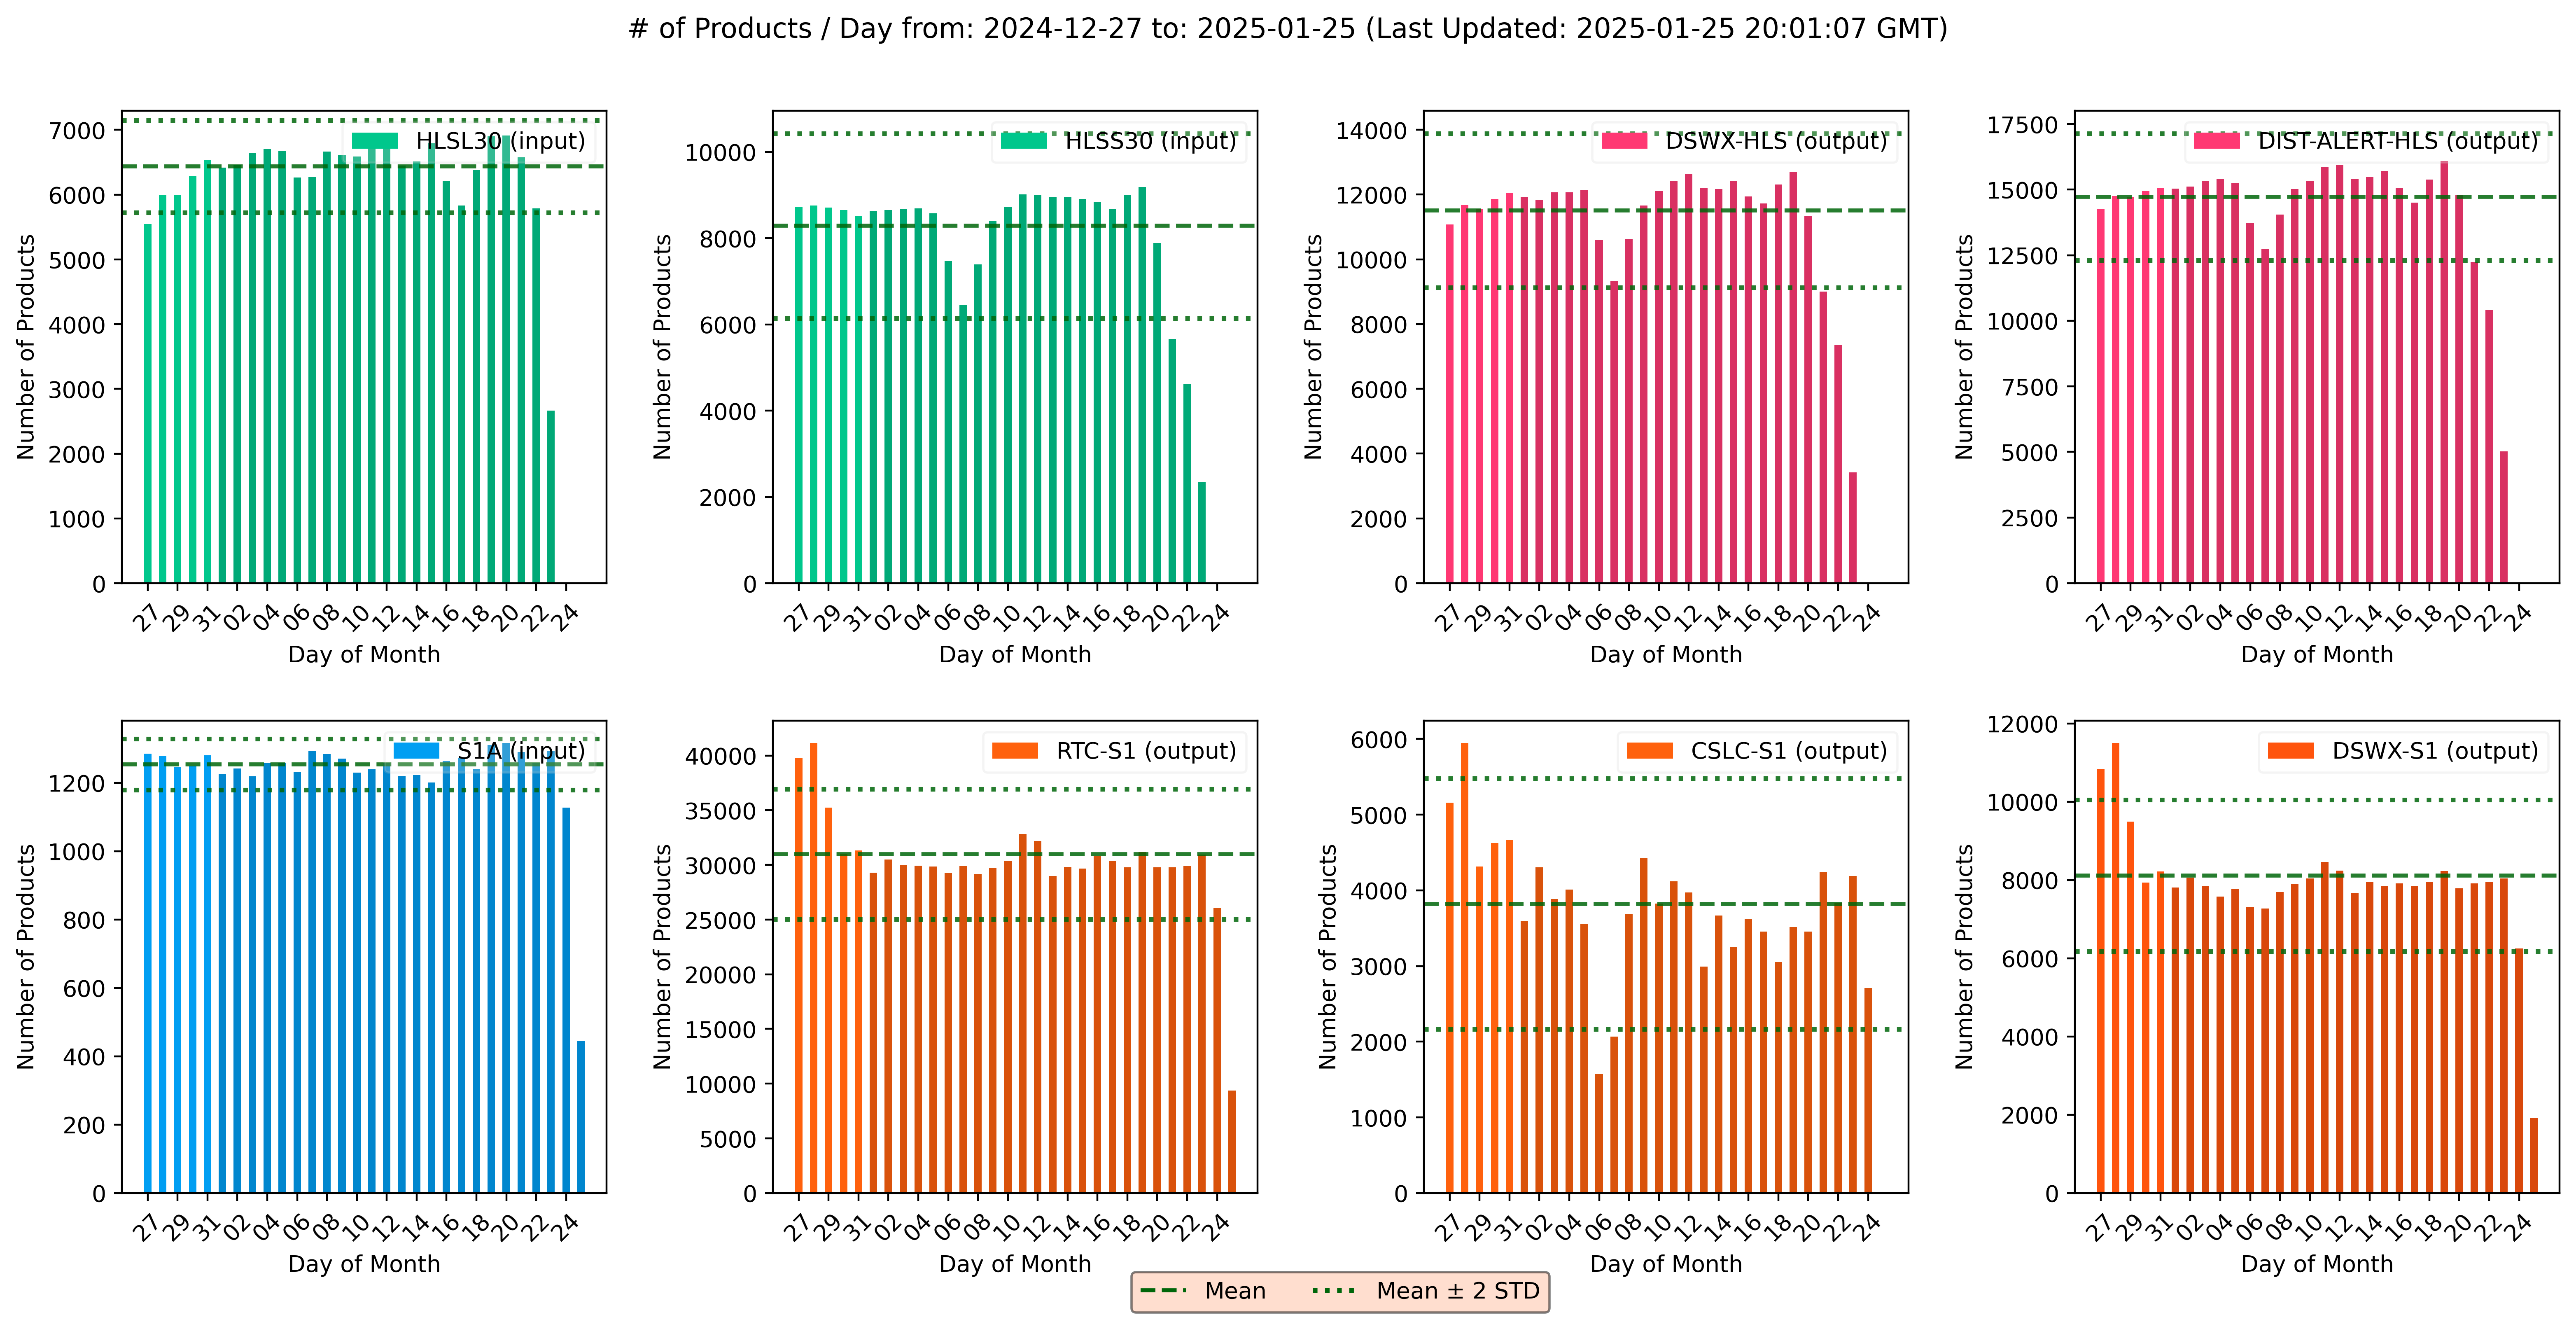 # of Products / Day from: 2024-12-27 to: 2025-01-25 (Last Updated: 2025-01-25 20:01:07 GMT)
Number of Products
7000
6000
5000
4000
3000
2000
1000
0
HLSL30 (input)
27 29 31 02 04 06 08 10 12 14 16 18 20 22 24
Day of Month
Number of Products
10000
8000
6000
4000
2000
0
HLSS30 (input)
27 29 31 02 04 06 08 10 12 14 16 18 20 22 24
Day of Month
Number of Products
14000
12000
10000
8000
6000
4000
2000
0
DSWX-HLS (output)
27 29 31 02 04 06 08 10 12 14 16 18 20 22 24
Day of Month
Number of Products
17500
15000
12500
10000
7500
5000
2500
0
DIST-ALERT-HLS (output)
27 29 31 02 04 06 08 10 12 14 16 18 20 22 24
Day of Month
Number of Products
1200
1000
800
600
400
200
0
S1A (input)
27 29 31 02 04 06 08 10 12 14 16 18 20 22 24
Day of Month
Number of Products
40000
35000
30000
25000
20000
15000
10000
5000
0
RTC-S1 (output)
27 29 31 02 04 06 08 10 12 14 16 18 20 22 24
Day of Month
Number of Products
6000
5000
4000
3000
2000
1000
0
CSLC-S1 (output)
27 29 31 02 04 06 08 10 12 14 16 18 20 22 24
Day of Month
Number of Products
12000
10000
8000
6000
4000
2000
0
DSWX-S1 (output)
27 29 31 02 04 06 08 10 12 14 16 18 20 22 24
Day of Month
Mean Mean ± 2 STD